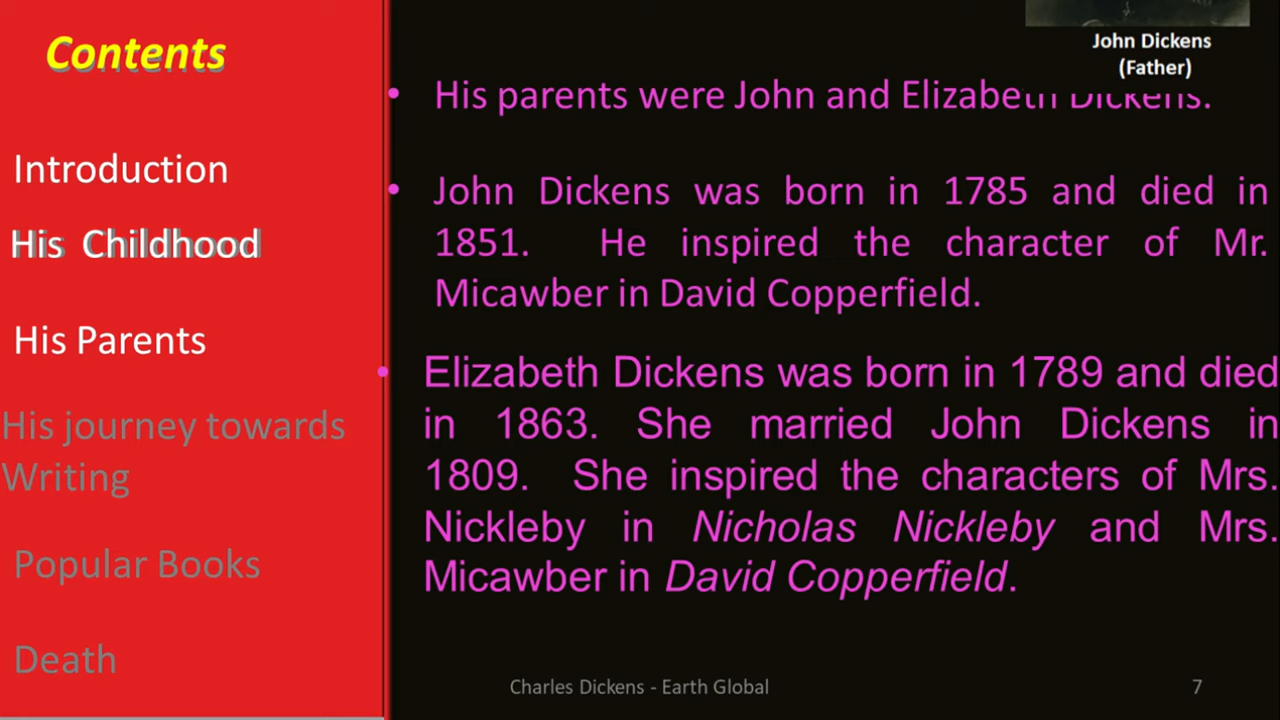 Contents
Introduction
His Childhood
His Parents
His journey towards
Writing
Popular Books
Death
John Dickens
(Father)
• His parents were John and Elizabeth Dickens.
• John Dickens was born in 1785 and died in
1851. He inspired the character of Mr.
Micawber in David Copperfield.
• Elizabeth Dickens was born in 1789 and died
in 1863. She married John Dickens in
1809. She inspired the characters of Mrs.
Nickleby in Nicholas Nickleby and Mrs.
Micawber in David Copperfield.
Charles Dickens - Earth Global
7